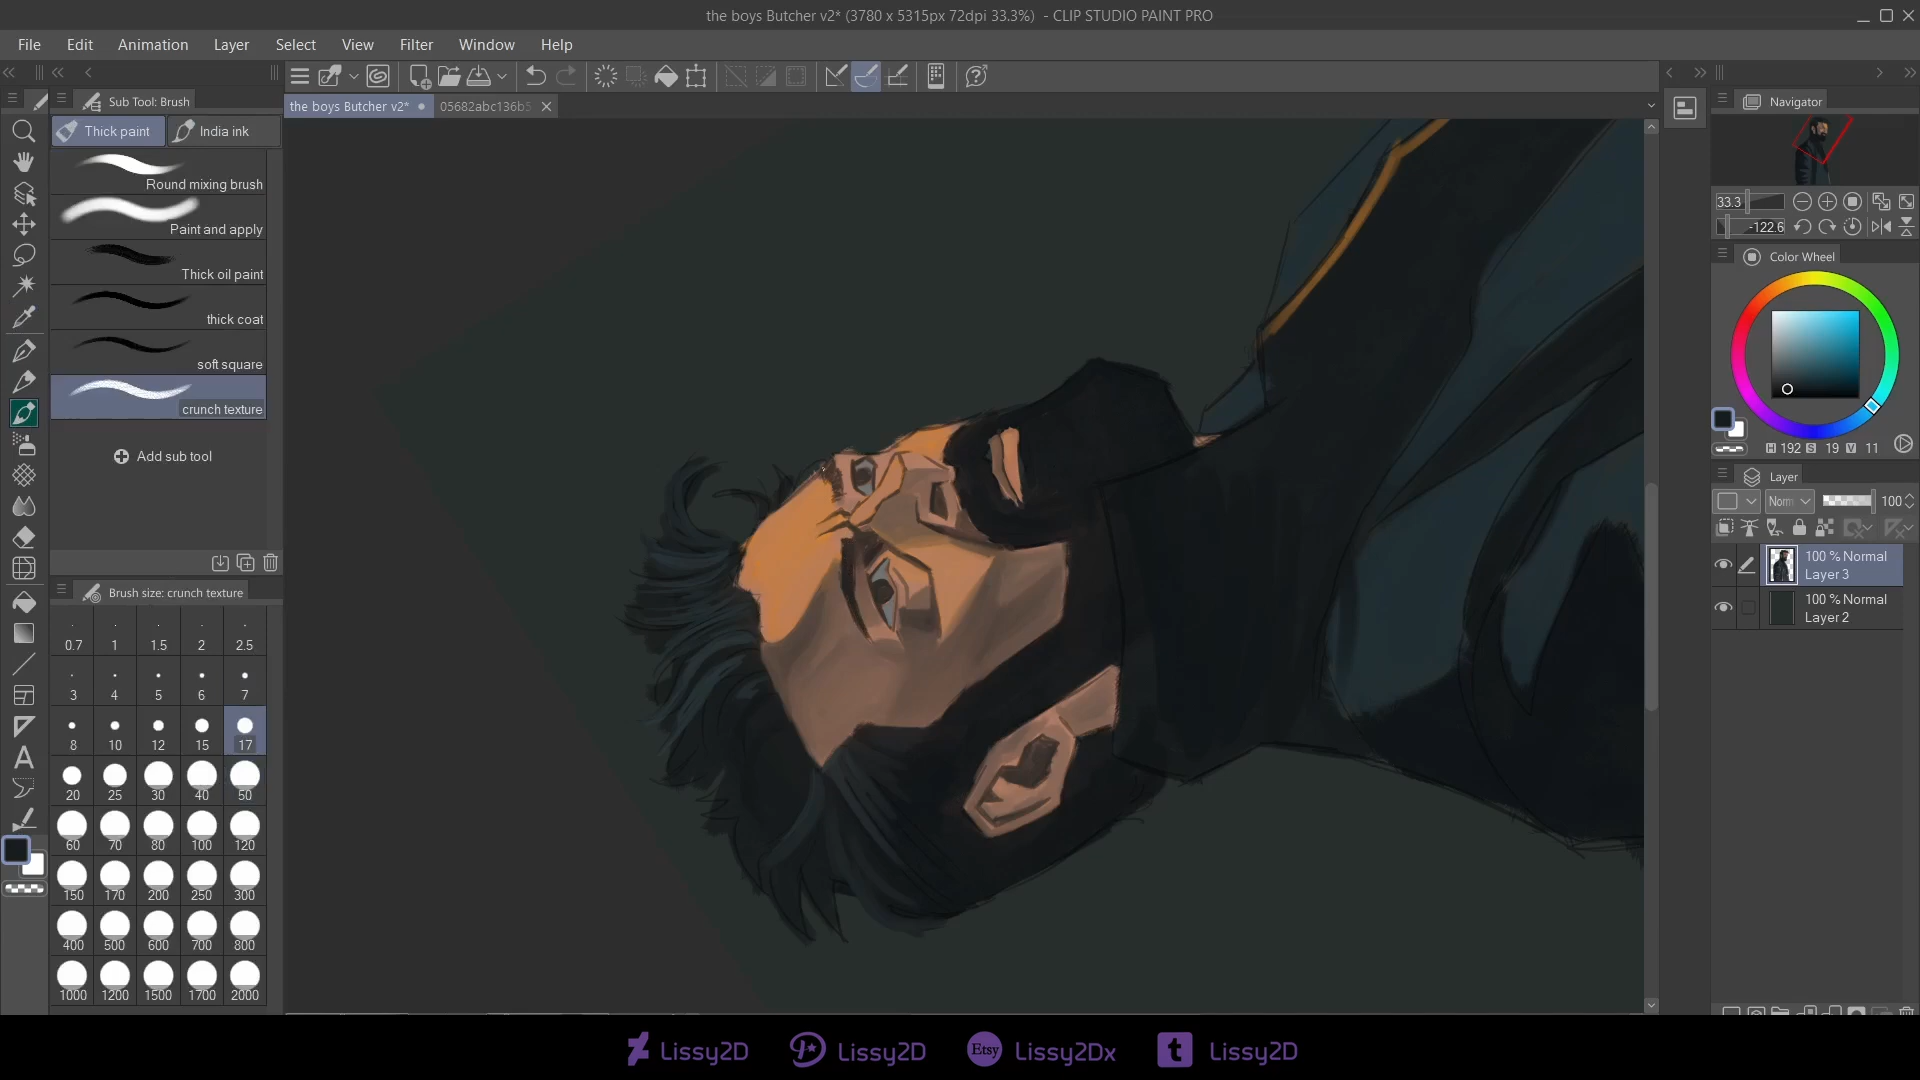 the boys Butcher v2* (3780 x 5315px 72dpi 33.3%) - CLIP STUDIO PAINT PRO
File Edit Animation Layer Select View Filter Window Help
Sub Tool: Brush
Thick paint India ink
Round mixing brush
Paint and apply
Thick oil paint
thick coat
soft square
crunch texture
Add sub tool
Brush size: crunch texture
0.7 1 1.5 2 2.5
3 4 5 6 7
8 10 12 15 17
20 25 30 40 50
60 70 80 100 120
150 170 200 250 300
400 500 600 700 800
1000 1200 1500 1700 2000
the boys Butcher v2* 05682abc136b5
Navigator
33.3
-122.6
Color Wheel
H 192 S 19 V 11
Layer
Norm 100
100 % Normal
Layer 3
100 % Normal
Layer 2
Lissy2D Lissy2D Etsy Lissy2Dx t Lissy2D